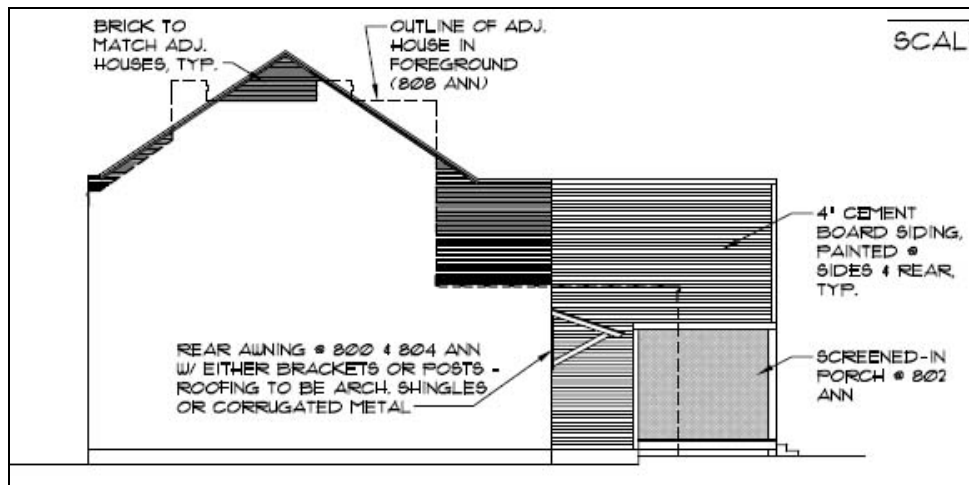 BRICK TO
MATCH ADJ.
HOUSES, TYP.
OUTLINE OF ADJ.
HOUSE IN
FOREGROUND
(808 ANN)
SCAL
4" CEMENT
BOARD SIDING,
PAINTED @
SIDES & REAR,
TYP.
REAR AWNING @ 800 & 804 ANN
W/ EITHER BRACKETS OR POSTS -
ROOFING TO BE ARCH. SHINGLES
OR CORRUGATED METAL
SCREENED-IN
PORCH @ 802
ANN